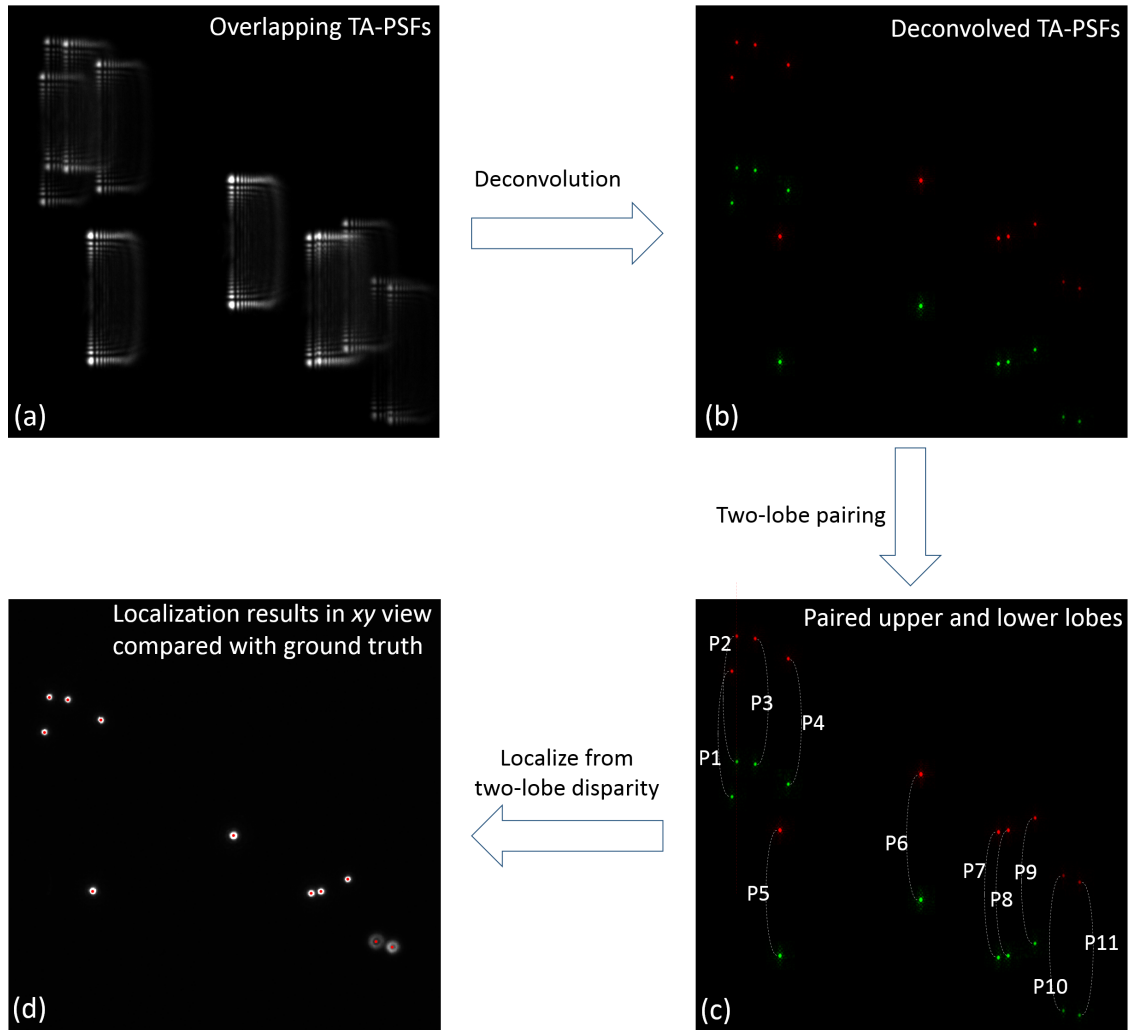 Overlapping TA-PSFs
(a)
Deconvolution
Deconvolved TA-PSFs
(b)
Two-lobe pairing
Paired upper and lower lobes
P2
P3
P4
P1
P6
P5
P7
P8
P9
P11
P10
(c)
Localize from
two-lobe disparity
Localization results in xy view
compared with ground truth
(d)